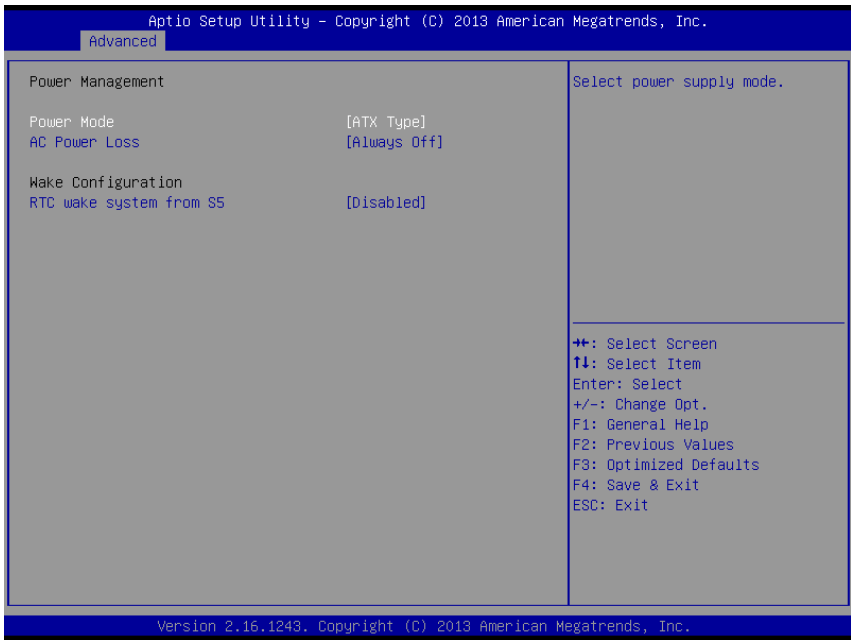 Aptio Setup Utility – Copyright (C) 2013 American Megatrends, Inc.
Advanced
Power Management
Power Mode [ATX Type]
AC Power Loss [Always Off]
Wake Configuration
RTC wake system from S5 [Disabled]
Select power supply mode.
→←: Select Screen
↑↓: Select Item
Enter: Select
+/-: Change Opt.
F1: General Help
F2: Previous Values
F3: Optimized Defaults
F4: Save & Exit
ESC: Exit
Version 2.16.1243. Copyright (C) 2013 American Megatrends, Inc.